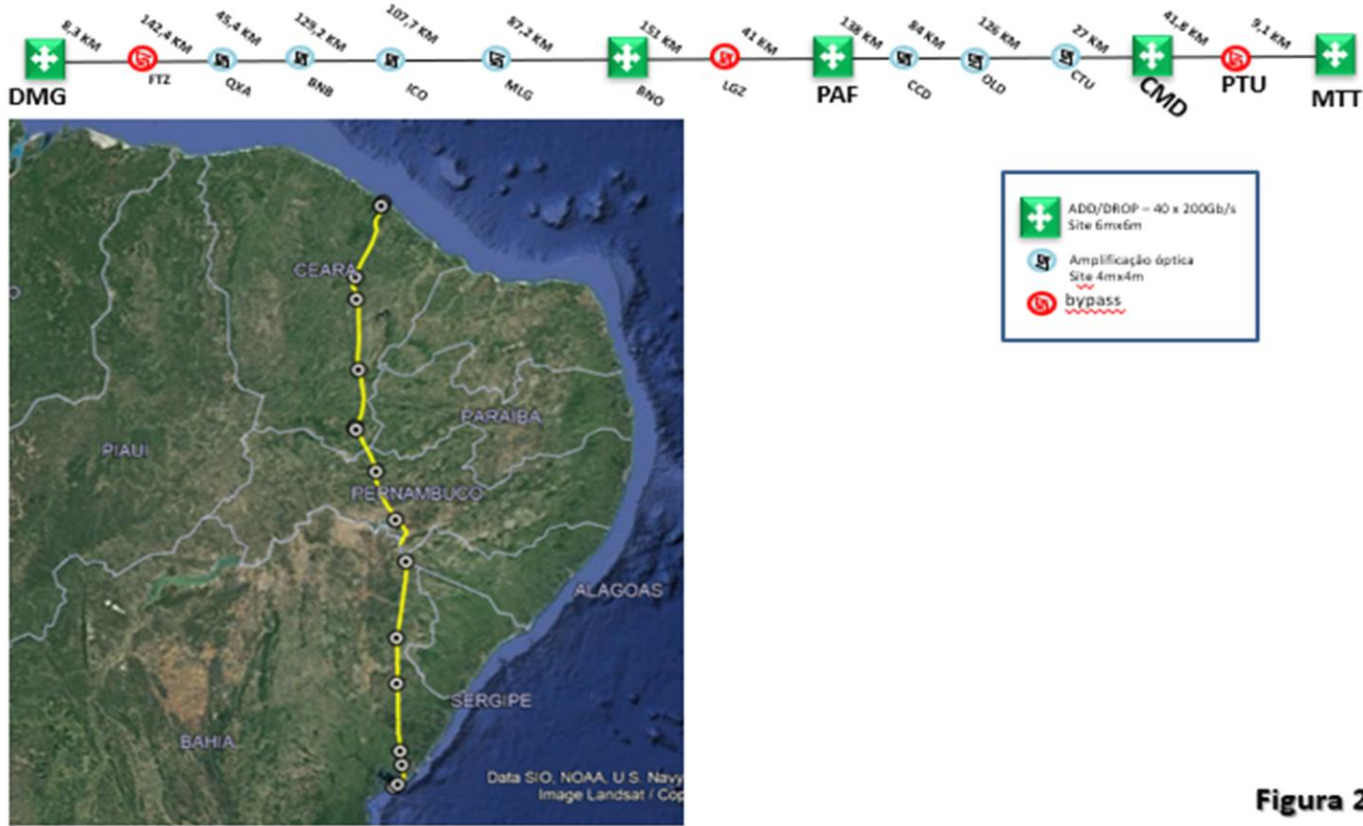 8,3 KM 142,4 KM 45,4 KM 129,2 KM 107,7 KM 87,2 KM 151 KM 41 KM 138 KM 84 KM 126 KM 27 KM 41,8 KM 9,1 KM
DMG FTZ QXA BNB ICO MLG BNO LGZ PAF CCD OLD CTU CMD PTU MTT
ADD/DROP – 40 x 200Gb/s
Site 6mx6m
Amplificação óptica
Site 4mx4m
bypass
CEARÁ
PARAIBA
PIAUÍ
PERNAMBUCO
ALAGOAS
SERGIPE
BAHIA
Data SIO, NOAA, U.S. Navy
Image Landsat / Cop
Figura 2